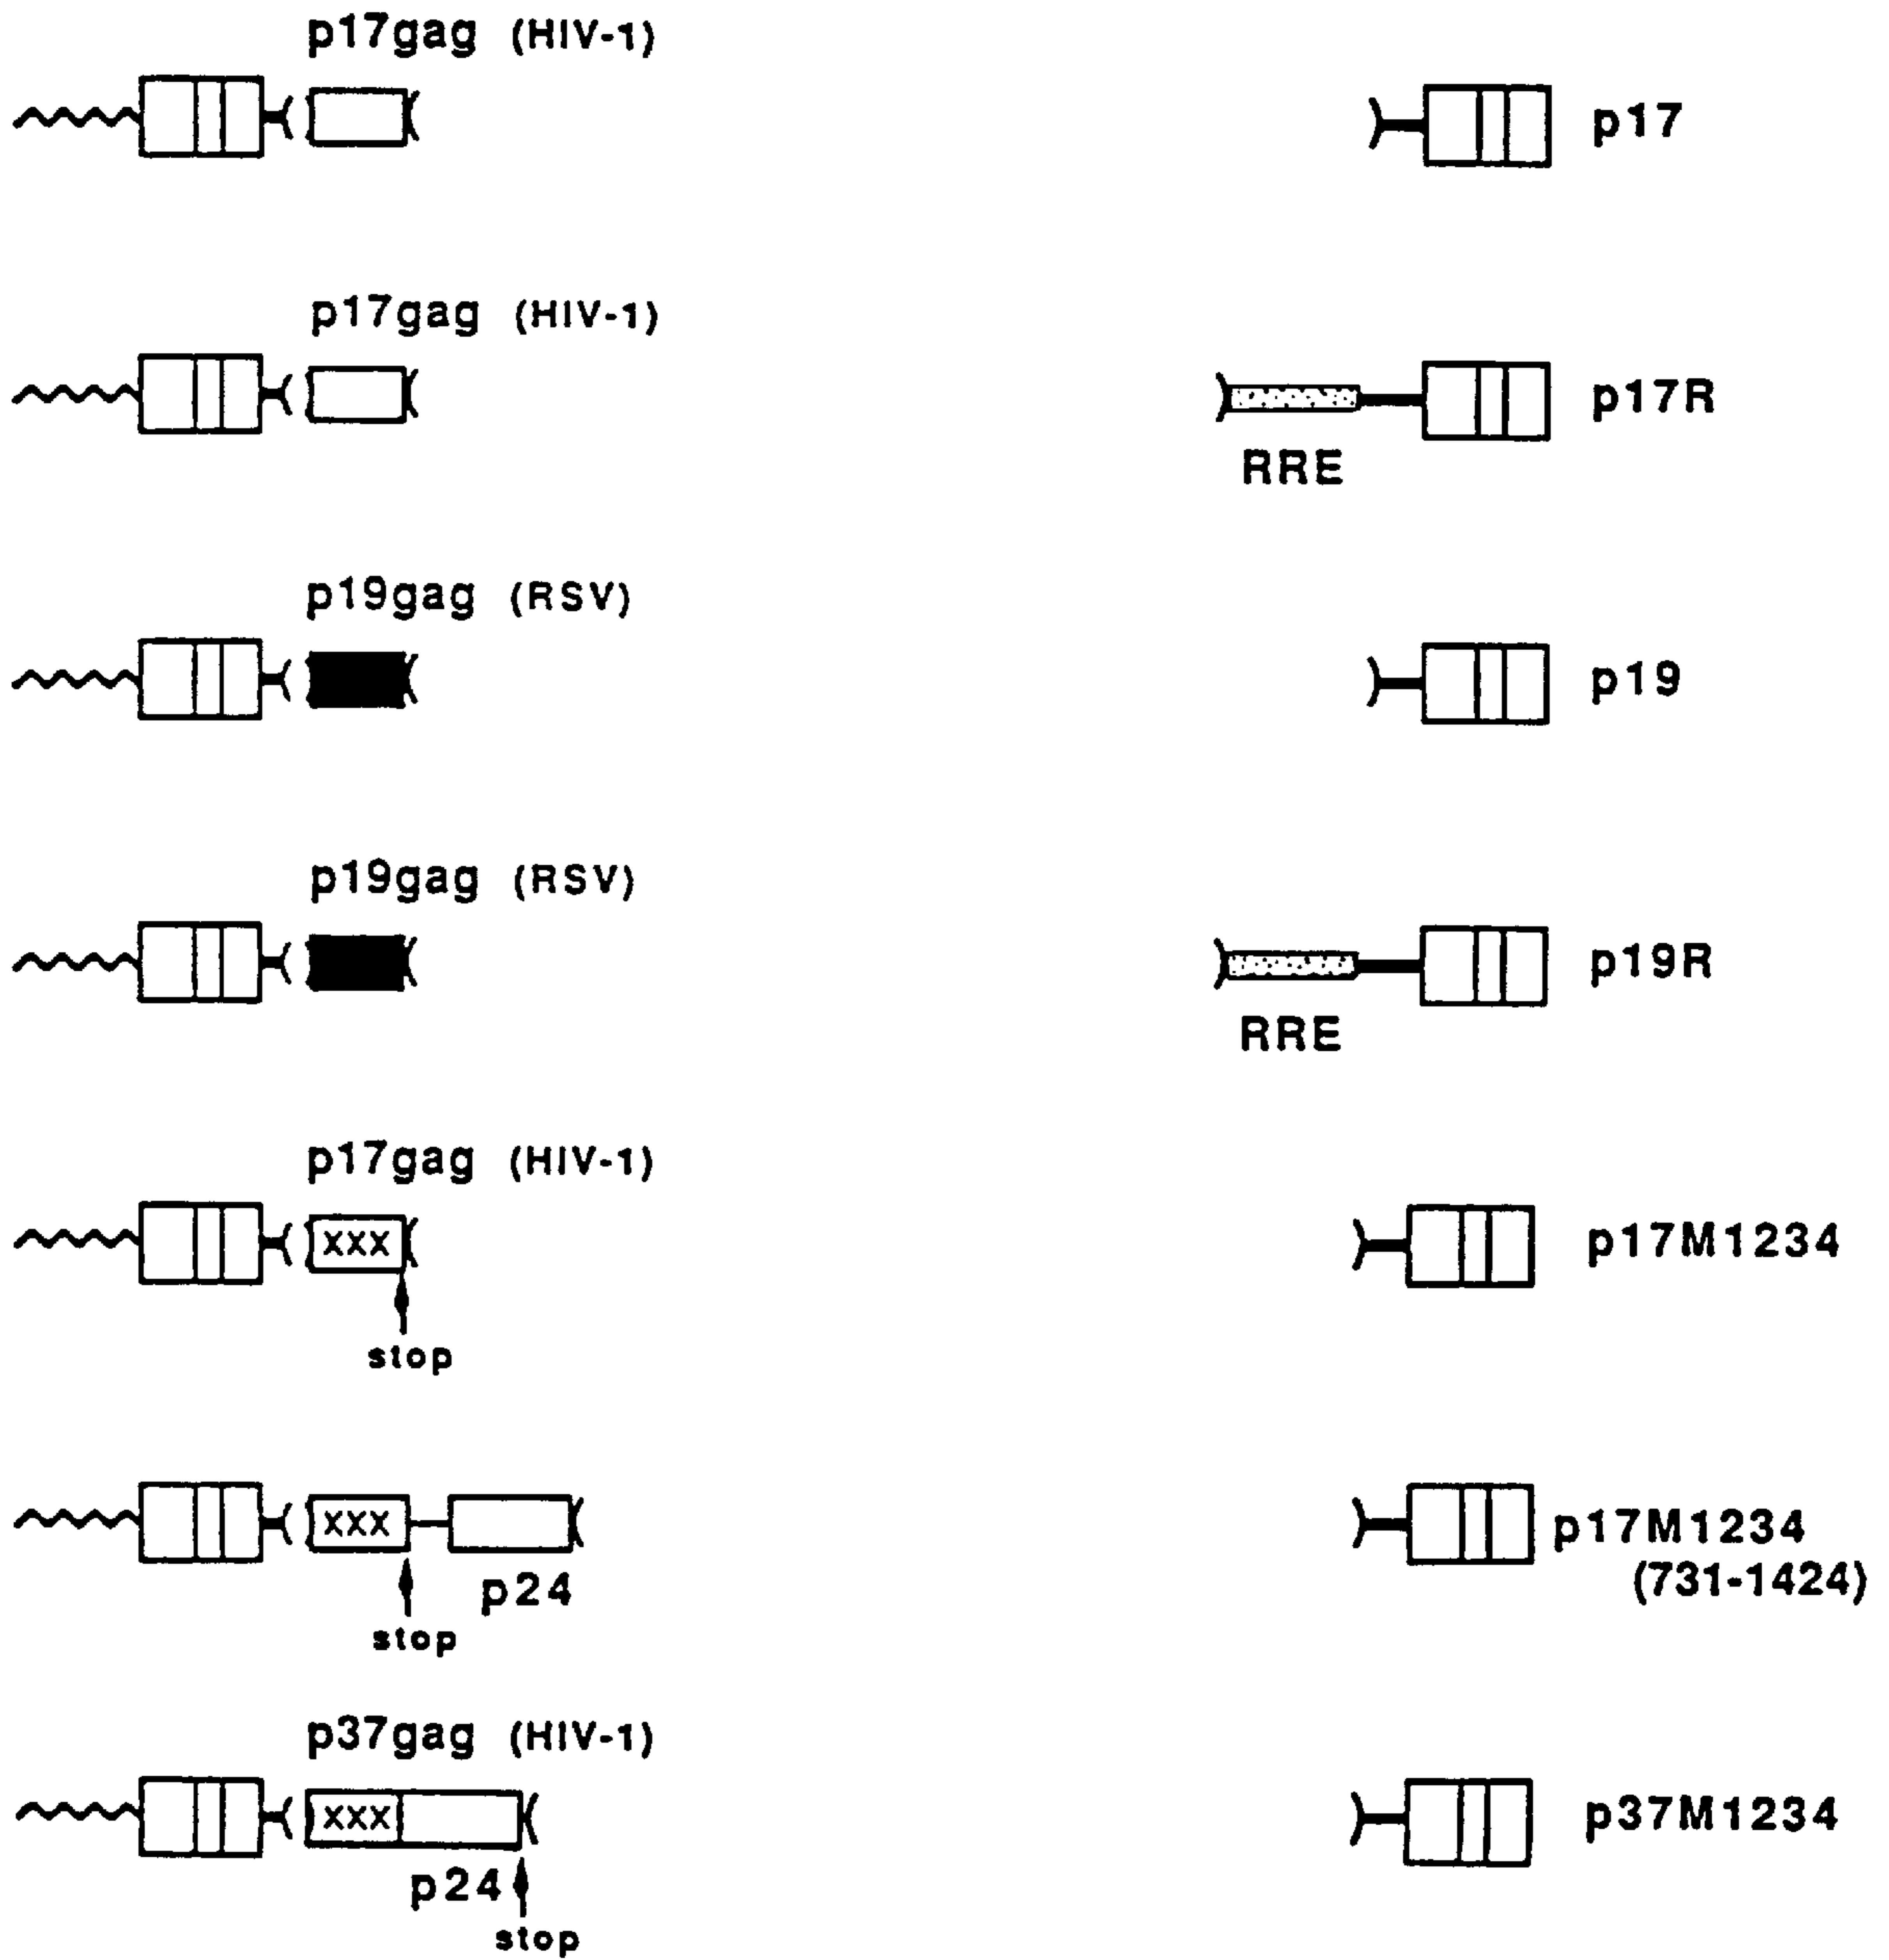 p17gag (HIV-1)
p17
p17gag (HIV-1)
p17R
RRE
p19gag (RSV)
p19
p19gag (RSV)
p19R
RRE
p17gag (HIV-1)
XXX
p17M1234
stop
XXX
p17M1234
(731-1424)
p24
stop
p37gag (HIV-1)
XXX
p37M1234
p24
stop